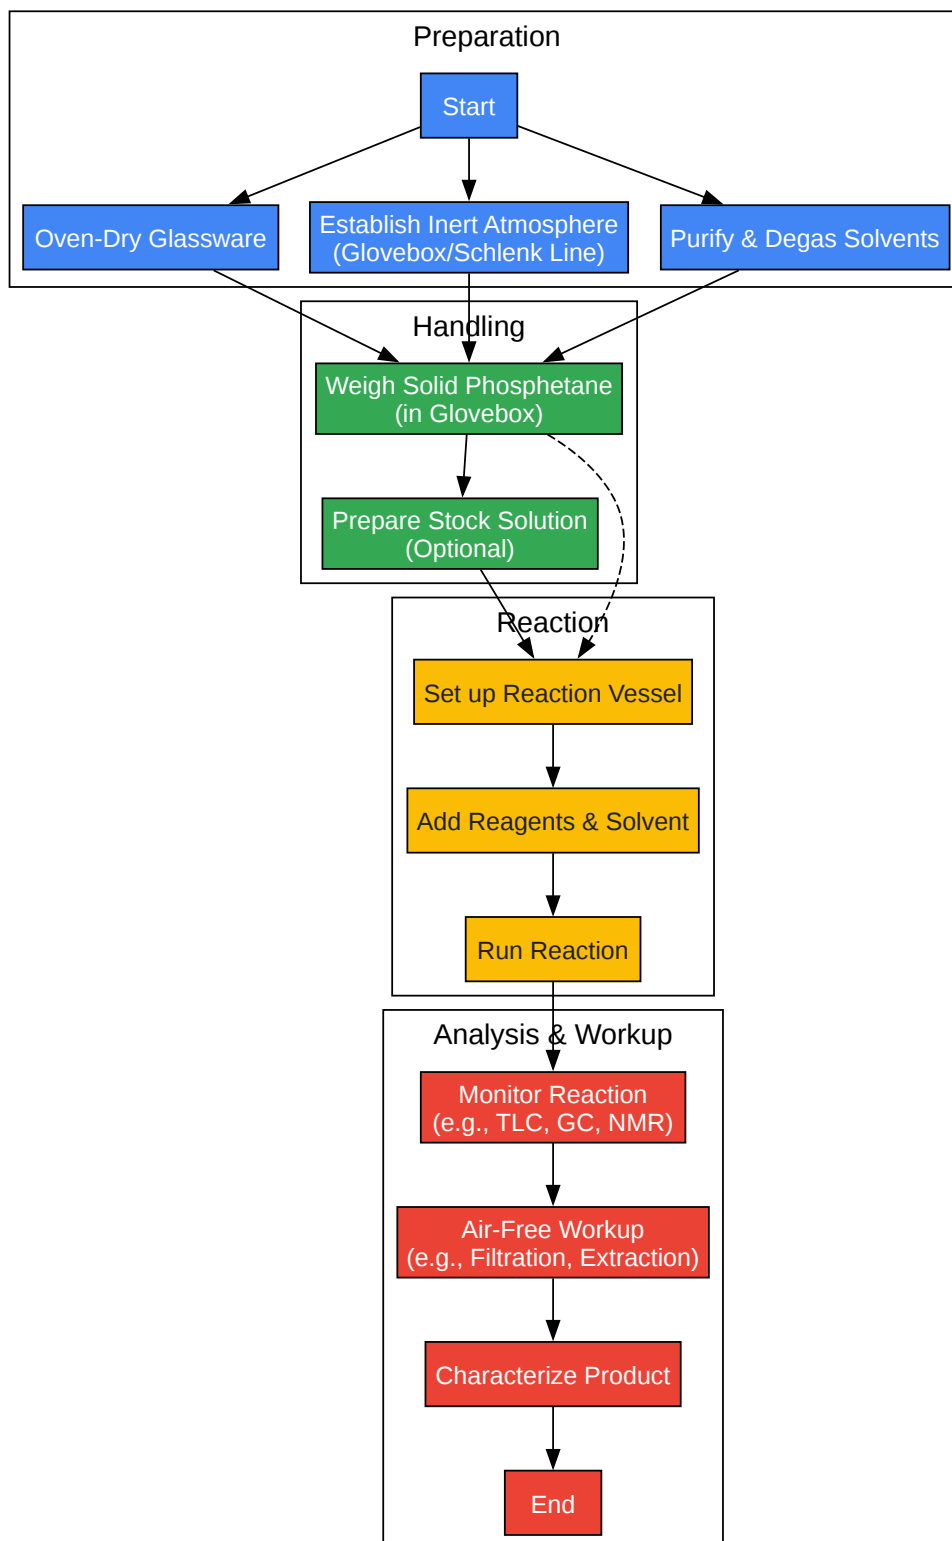 Preparation
Start
Oven-Dry Glassware
Establish Inert Atmosphere
(Glovebox/Schlenk Line)
Purify & Degas Solvents
Handling
Weigh Solid Phosphetane
(in Glovebox)
Prepare Stock Solution
(Optional)
Reaction
Set up Reaction Vessel
Add Reagents & Solvent
Run Reaction
Analysis & Workup
Monitor Reaction
(e.g., TLC, GC, NMR)
Air-Free Workup
(e.g., Filtration, Extraction)
Characterize Product
End